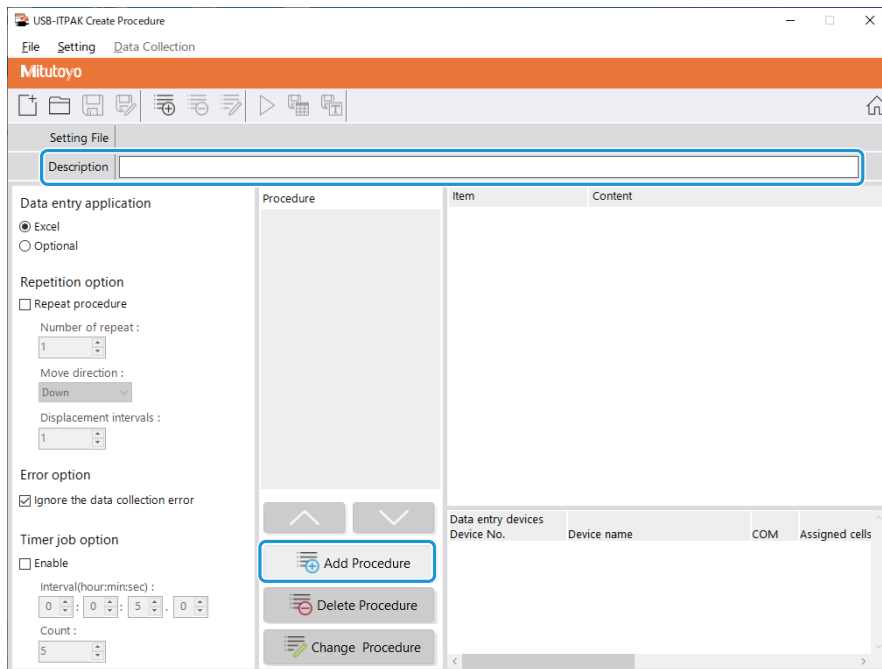 USB-ITPAK Create Procedure
File Setting Data Collection
Mitutoyo
Setting File
Description
Data entry application
Excel
Optional
Repetition option
Repeat procedure
Number of repeat :
1
Move direction :
Down
Displacement intervals :
1
Error option
Ignore the data collection error
Timer job option
Enable
Interval(hour:min:sec) :
0 : 0 : 5 . 0
Count :
5
Procedure
Add Procedure
Delete Procedure
Change Procedure
Item Content
Data entry devices
Device No. Device name COM Assigned cells